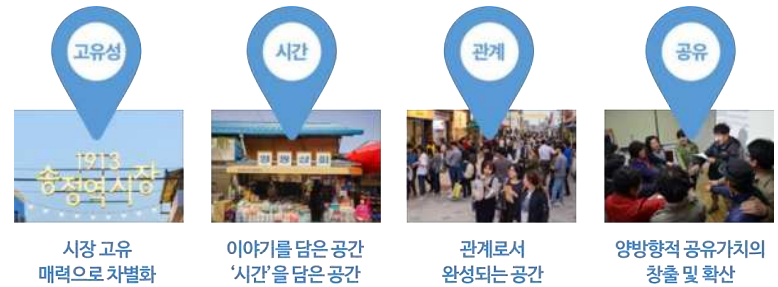 고유성
시간
관계
공유
1913
송정역시장
시장 고유
매력으로 차별화
이야기를 담은 공간
‘시간’을 담은 공간
관계로서
완성되는 공간
양방향적 공유가치의
창출 및 확산